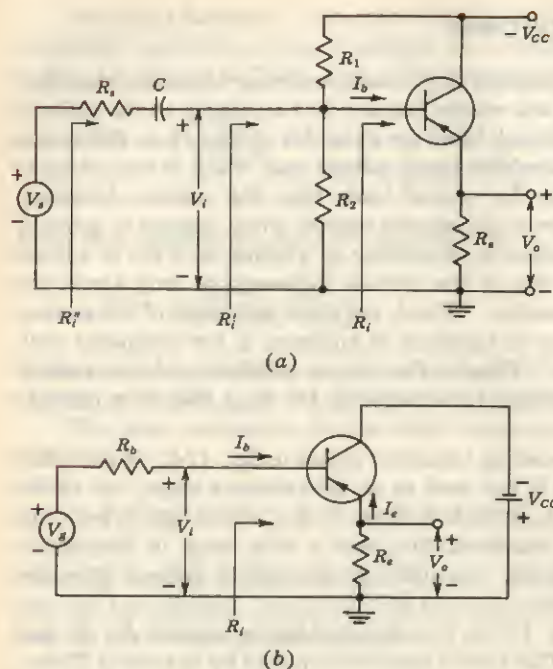 − V_CC
R_1
R_s C I_b
+
+ +
V_s V_i R_2 V_o
− R_e
− −
R_i″ R_i′ R_i
(a)
R_b I_b
+ −
+ I_e V_CC
V_s V_i + +
− R_e V_o
− −
R_i
(b)